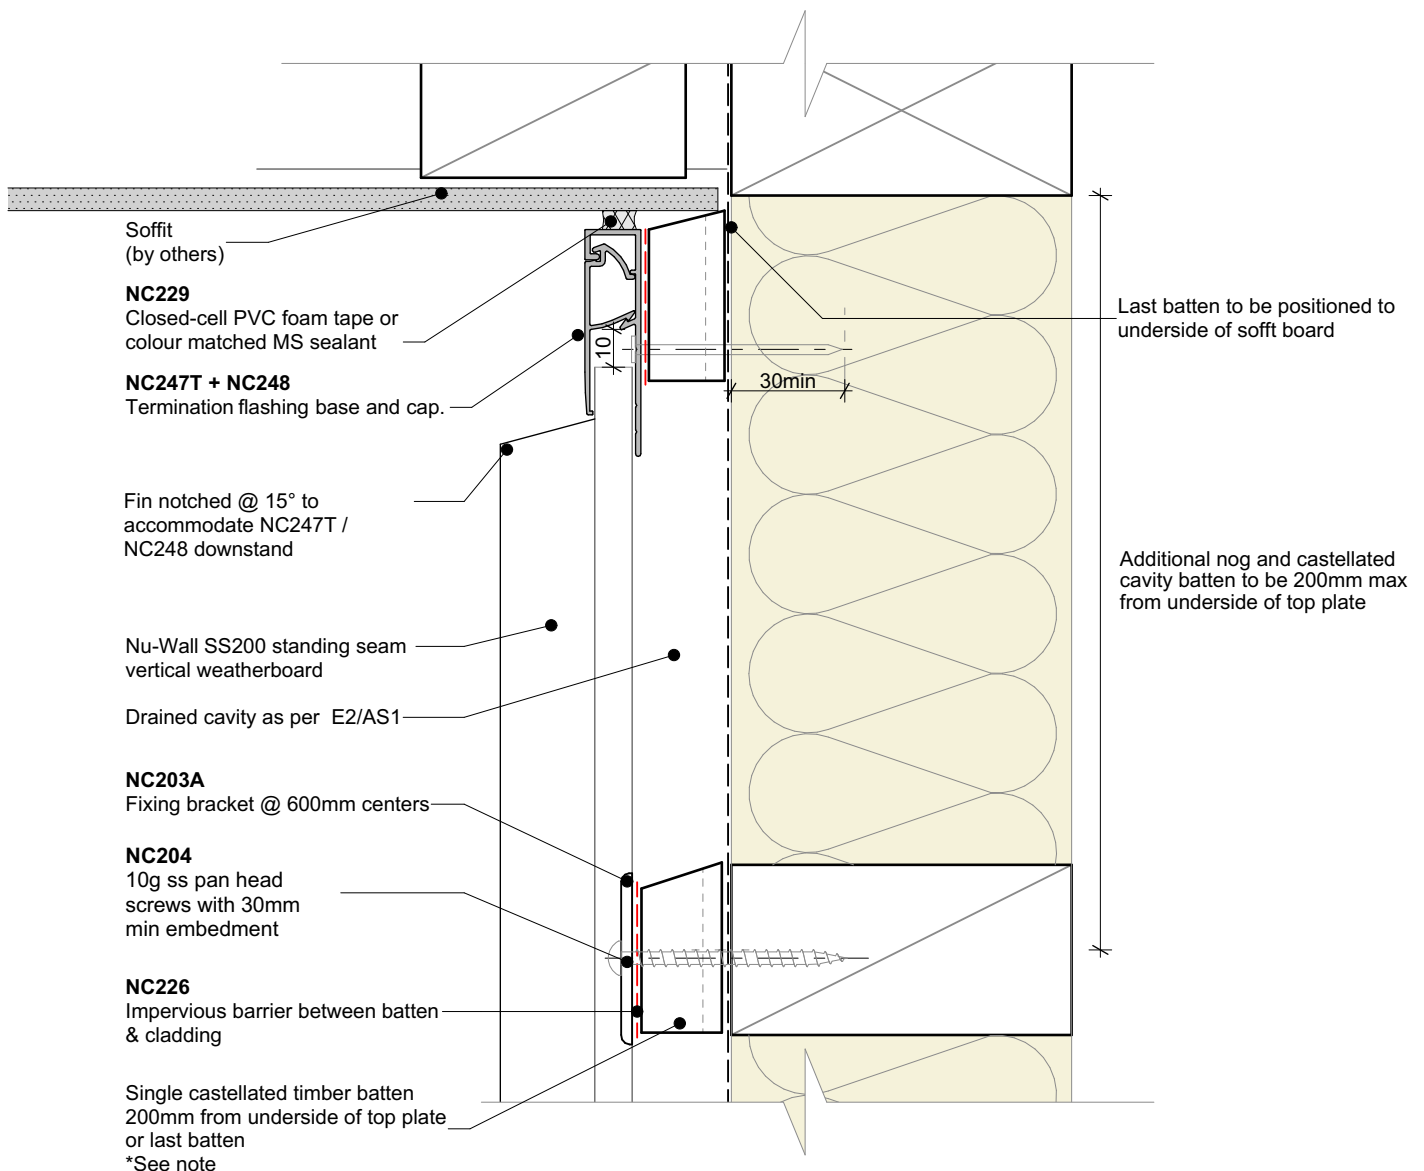 Soffit
(by others)
NC229
Closed-cell PVC foam tape or
colour matched MS sealant
NC247T + NC248
Termination flashing base and cap.
Fin notched @ 15° to
accommodate NC247T /
NC248 downstand
Nu-Wall SS200 standing seam
vertical weatherboard
Drained cavity as per E2/AS1
NC203A
Fixing bracket @ 600mm centers
NC204
10g ss pan head
screws with 30mm
min embedment
NC226
Impervious barrier between batten
& cladding
Single castellated timber batten
200mm from underside of top plate
or last batten
*See note
10
30min
Last batten to be positioned to
underside of sofft board
Additional nog and castellated
cavity batten to be 200mm max
from underside of top plate